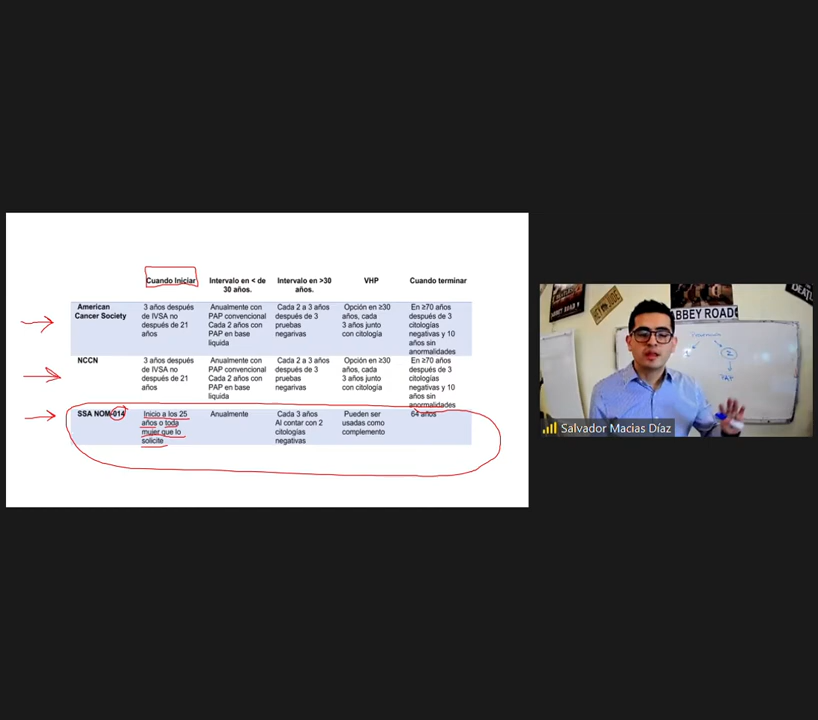 Cuando Iniciar
Intervalo en < de
30 años.
Intervalo en >30
años.
VHP
Cuando terminar
American
Cancer Society
3 años después
de IVSA no
después de 21
años
Anualmente con
PAP convencional
Cada 2 años con
PAP en base
liquida
Cada 2 a 3 años
después de 3
pruebas
negarivas
Opción en ≥30
años, cada
3 años junto
con citología
En ≥70 años
después de 3
citologías
negativas y 10
años sin
anormalidades
NCCN
3 años después
de IVSA no
después de 21
años
Anualmente con
PAP convencional
Cada 2 años con
PAP en base
liquida
Cada 2 a 3 años
después de 3
pruebas
negativas
Opción en ≥30
años, cada
3 años junto
con citología
En ≥70 años
después de 3
citologías
negativas y 10
años sin
anormalidades
SSA NOM-014
Inicio a los 25
años o toda
mujer que lo
solicite
Anualmente
Cada 3 años
Al contar con 2
citologías
negativas
Pueden ser
usadas como
complemento
64 años
ABBEY ROAD
HEY JUDE
ABBEY ROAD
2
PAP
Salvador Macias Díaz